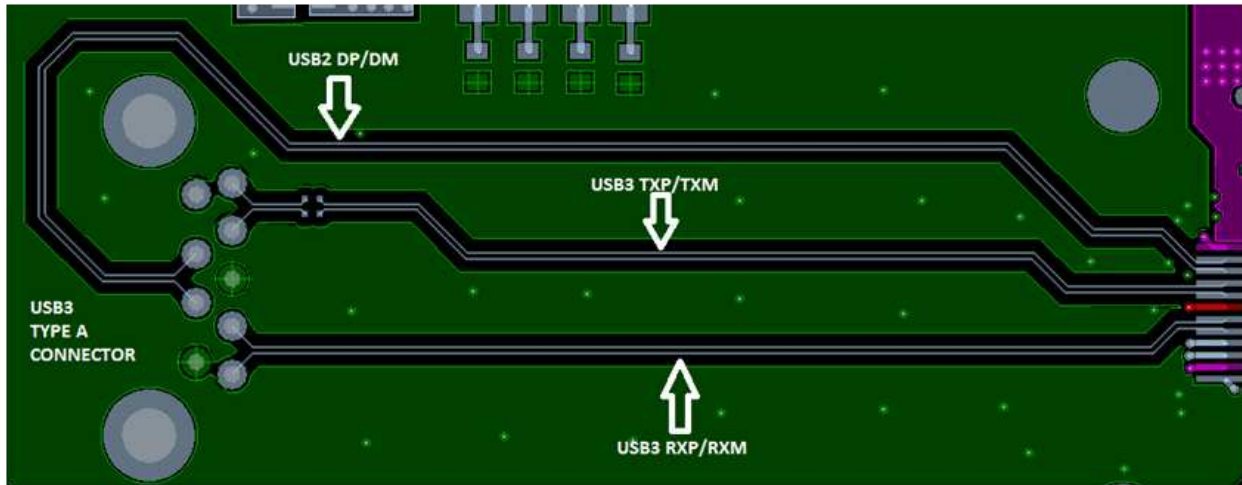 USB2 DP/DM
USB3 TXP/TXM
USB3
TYPE A
CONNECTOR
USB3 RXP/RXM